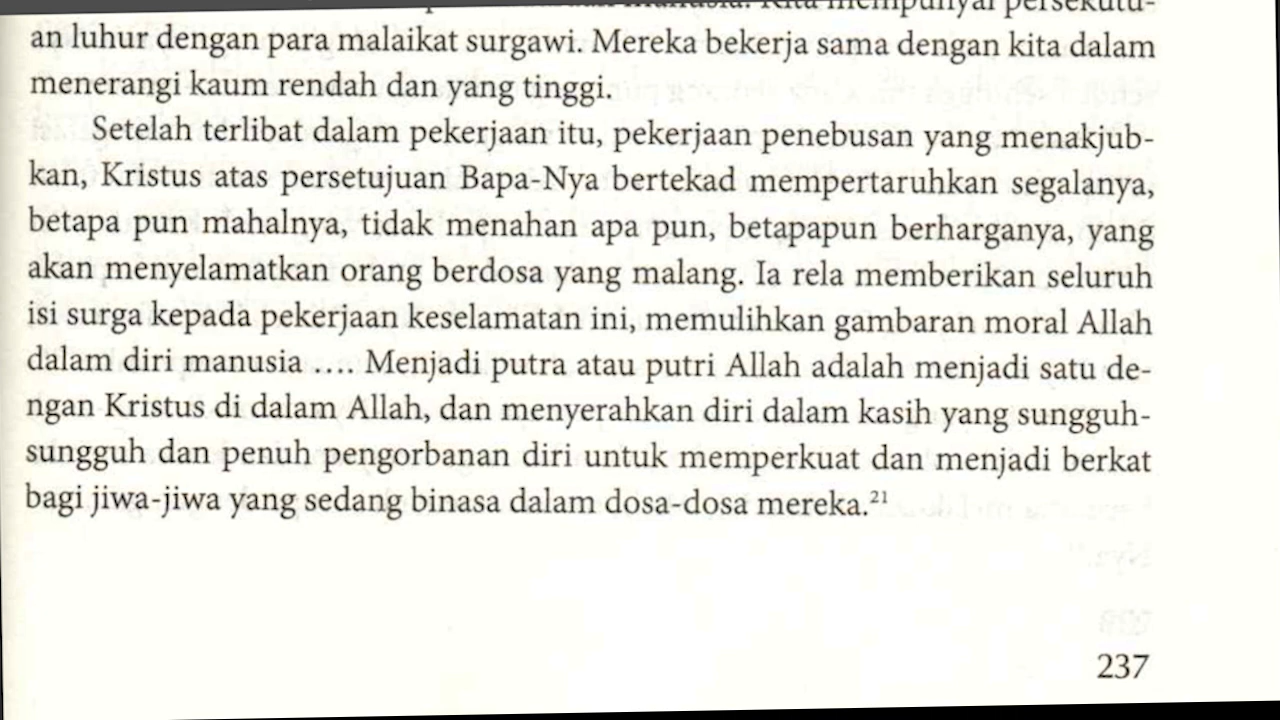 manusia. Kita mempunyai persekutu-
an luhur dengan para malaikat surgawi. Mereka bekerja sama dengan kita dalam
menerangi kaum rendah dan yang tinggi.
Setelah terlibat dalam pekerjaan itu, pekerjaan penebusan yang menakjub-
kan, Kristus atas persetujuan Bapa-Nya bertekad mempertaruhkan segalanya,
betapa pun mahalnya, tidak menahan apa pun, betapapun berharganya, yang
akan menyelamatkan orang berdosa yang malang. Ia rela memberikan seluruh
isi surga kepada pekerjaan keselamatan ini, memulihkan gambaran moral Allah
dalam diri manusia .... Menjadi putra atau putri Allah adalah menjadi satu de-
ngan Kristus di dalam Allah, dan menyerahkan diri dalam kasih yang sungguh-
sungguh dan penuh pengorbanan diri untuk memperkuat dan menjadi berkat
bagi jiwa-jiwa yang sedang binasa dalam dosa-dosa mereka.²¹
237